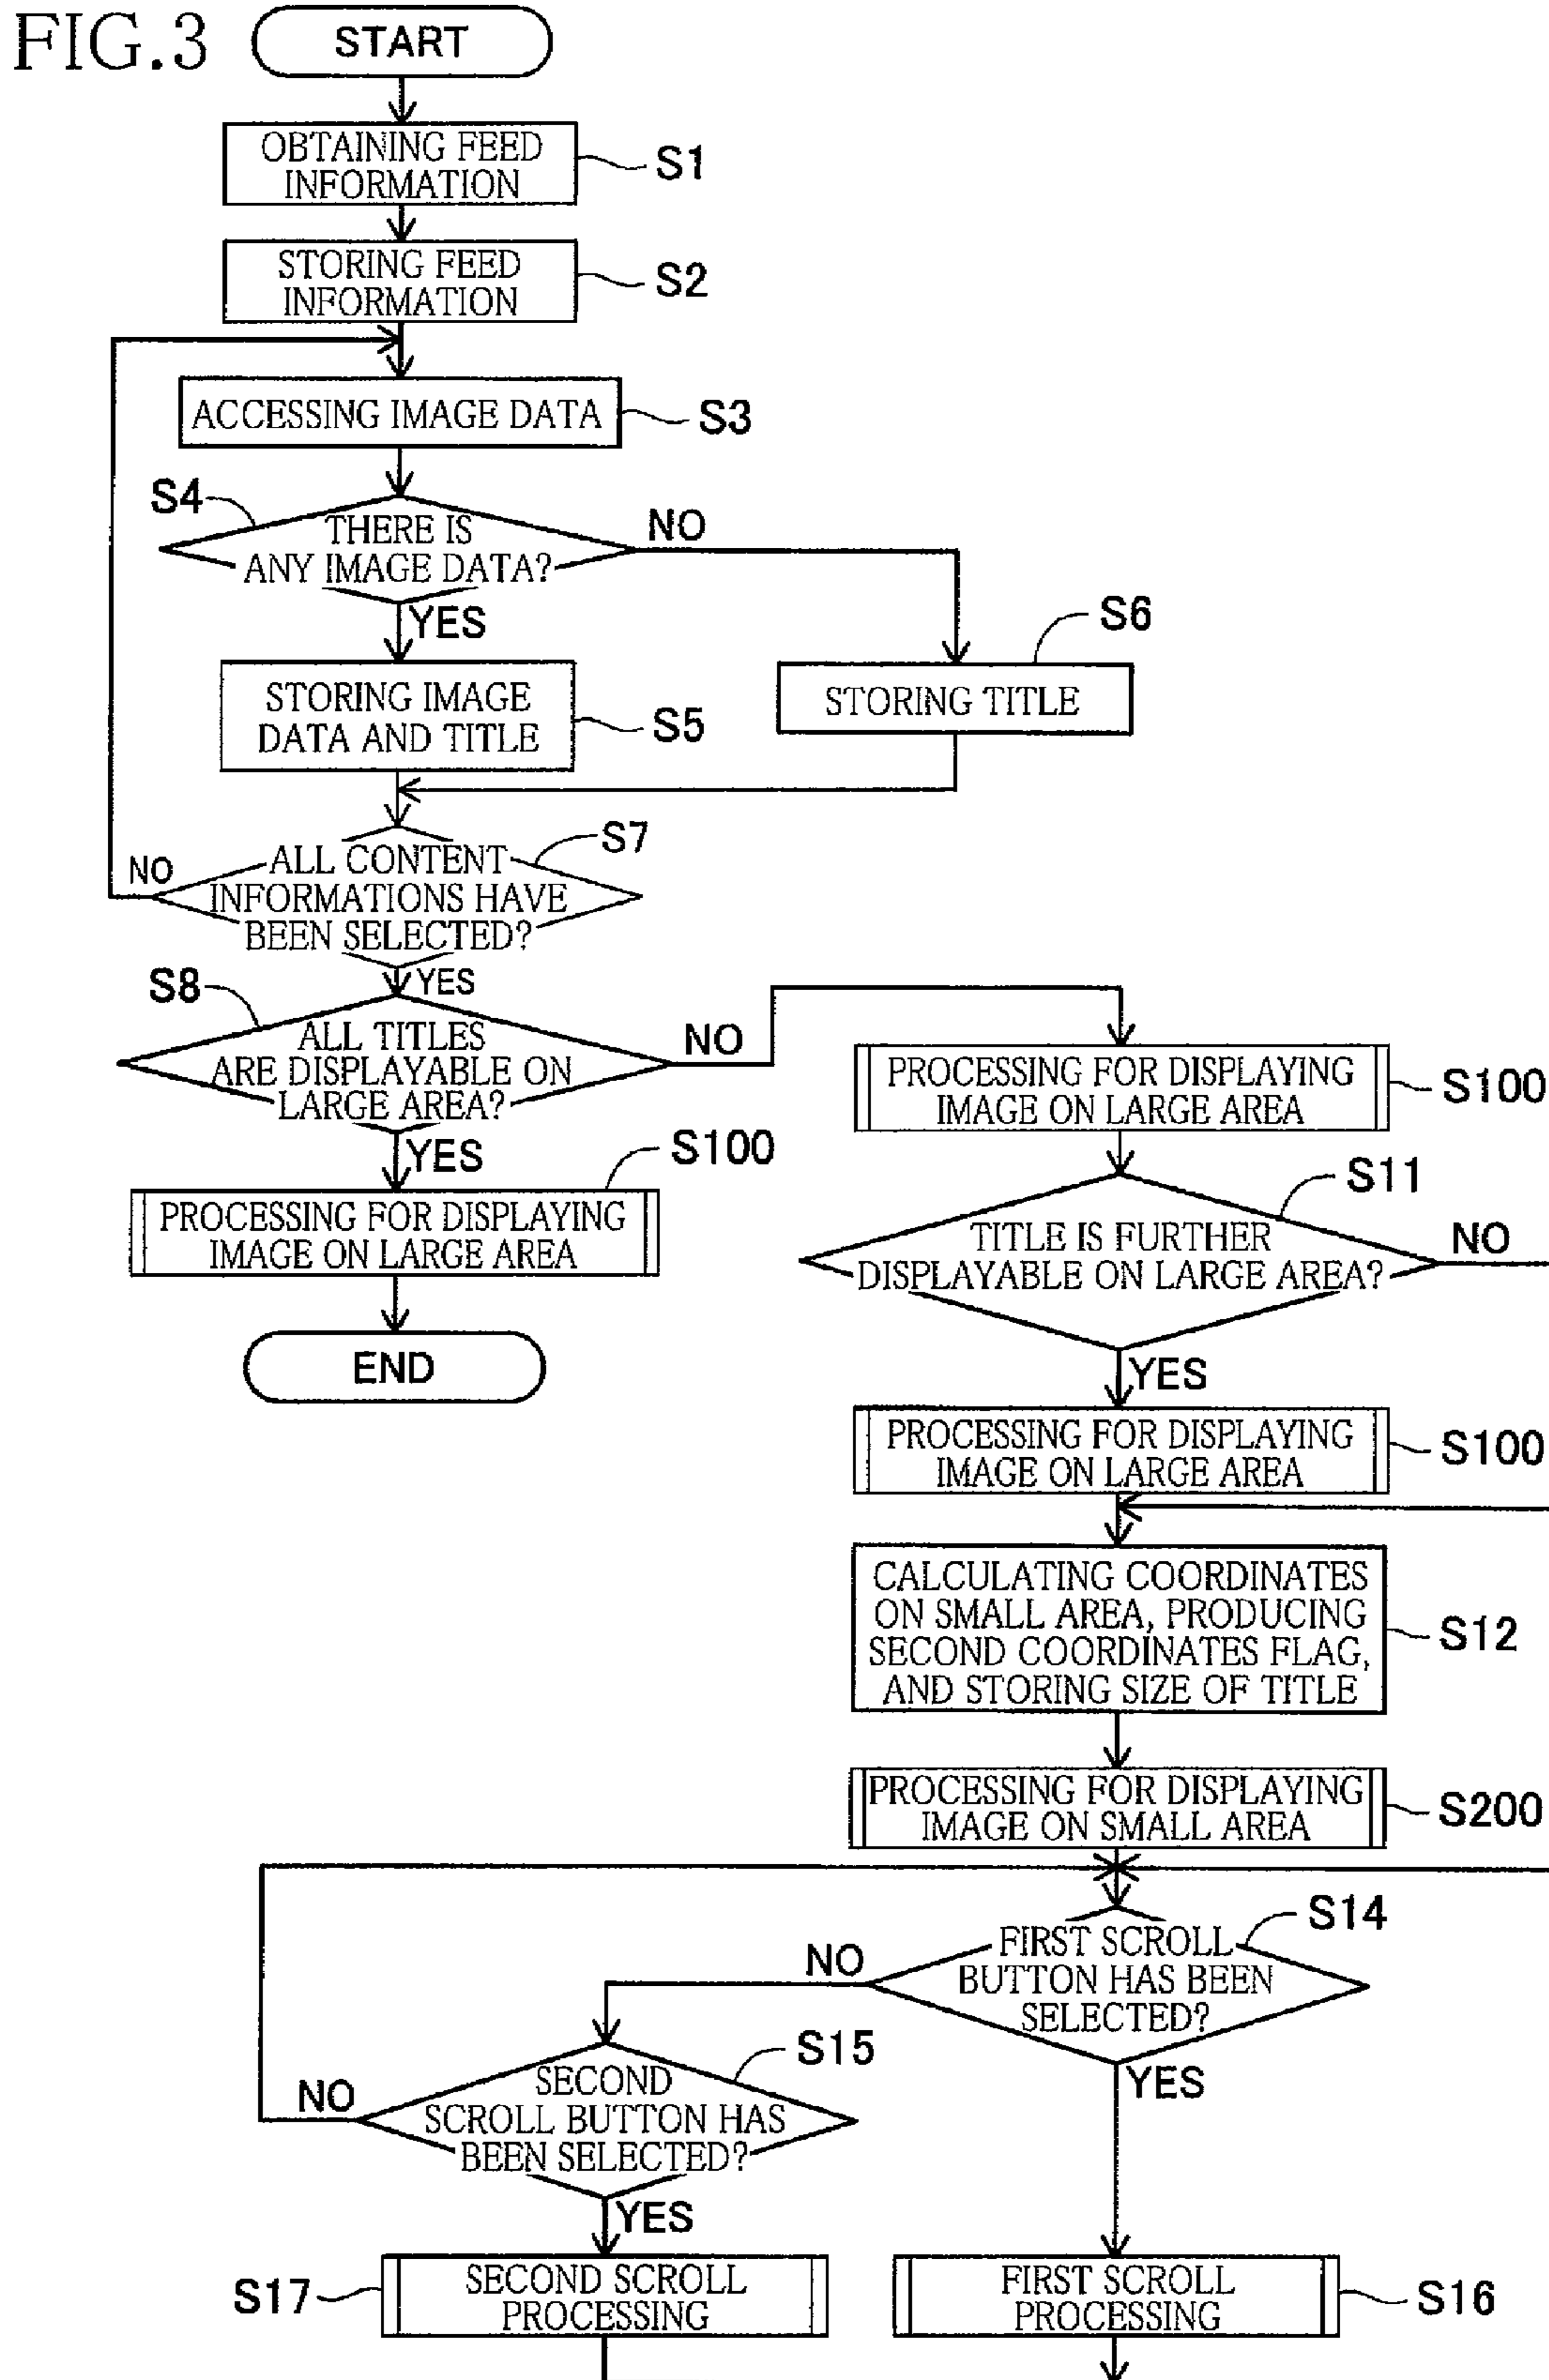 FIG.3
START
OBTAINING FEED
INFORMATION
S1
STORING FEED
INFORMATION
S2
ACCESSING IMAGE DATA
S3
S4
THERE IS
ANY IMAGE DATA?
NO
YES
S6
STORING IMAGE
DATA AND TITLE
S5
STORING TITLE
S7
NO
ALL CONTENT
INFORMATIONS HAVE
BEEN SELECTED?
YES
S8
ALL TITLES
ARE DISPLAYABLE ON
LARGE AREA?
NO
YES
S100
PROCESSING FOR DISPLAYING
IMAGE ON LARGE AREA
END
PROCESSING FOR DISPLAYING
IMAGE ON LARGE AREA
S100
S11
TITLE IS FURTHER
DISPLAYABLE ON LARGE AREA?
NO
YES
PROCESSING FOR DISPLAYING
IMAGE ON LARGE AREA
S100
CALCULATING COORDINATES
ON SMALL AREA, PRODUCING
SECOND COORDINATES FLAG,
AND STORING SIZE OF TITLE
S12
PROCESSING FOR DISPLAYING
IMAGE ON SMALL AREA
S200
S14
FIRST SCROLL
BUTTON HAS BEEN
SELECTED?
NO
YES
S15
SECOND
SCROLL BUTTON HAS
BEEN SELECTED?
NO
YES
S17
SECOND SCROLL
PROCESSING
FIRST SCROLL
PROCESSING
S16